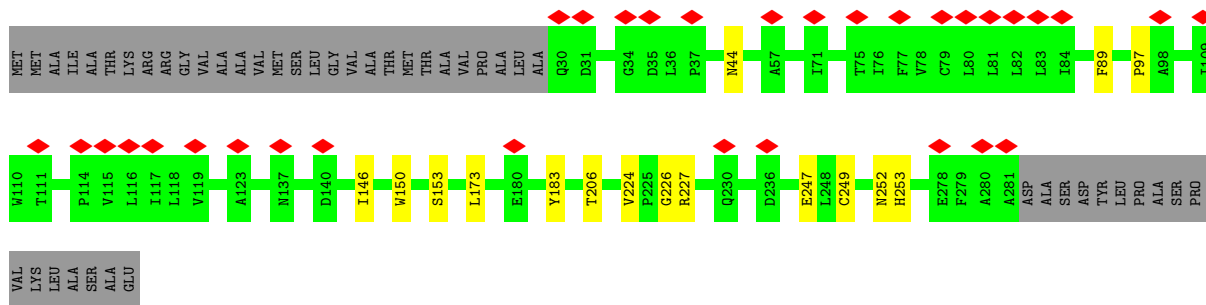 MET MET ALA ILE ALA THR LYS ARG ARG GLY VAL ALA ALA VAL MET SER LEU GLY VAL ALA THR MET THR ALA VAL PRO ALA LEU ALA Q30 D31 G34 D35 L36 P37 N44 A57 I71 T75 I76 F77 V78 C79 L80 L81 L82 L83 I84 F89 P97 A98 I109
W110 T111 P114 V115 L116 I117 L118 V119 A123 N137 D140 I146 W150 S153 L173 E180 Y183 T206 V224 P225 G226 R227 Q230 D236 E247 L248 C249 N252 H253 E278 F279 A280 A281 ASP ALA SER ASP TYR LEU PRO ALA SER PRO
VAL LYS LEU ALA SER ALA GLU